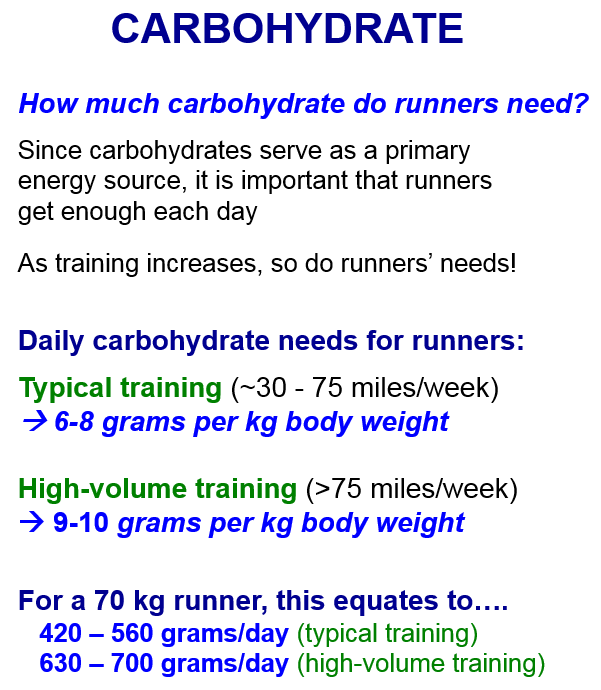 CARBOHYDRATE
How much carbohydrate do runners need?
Since carbohydrates serve as a primary
energy source, it is important that runners
get enough each day
As training increases, so do runners’ needs!
Daily carbohydrate needs for runners:
Typical training (~30 - 75 miles/week)
→ 6-8 grams per kg body weight
High-volume training (>75 miles/week)
→ 9-10 grams per kg body weight
For a 70 kg runner, this equates to….
420 – 560 grams/day (typical training)
630 – 700 grams/day (high-volume training)